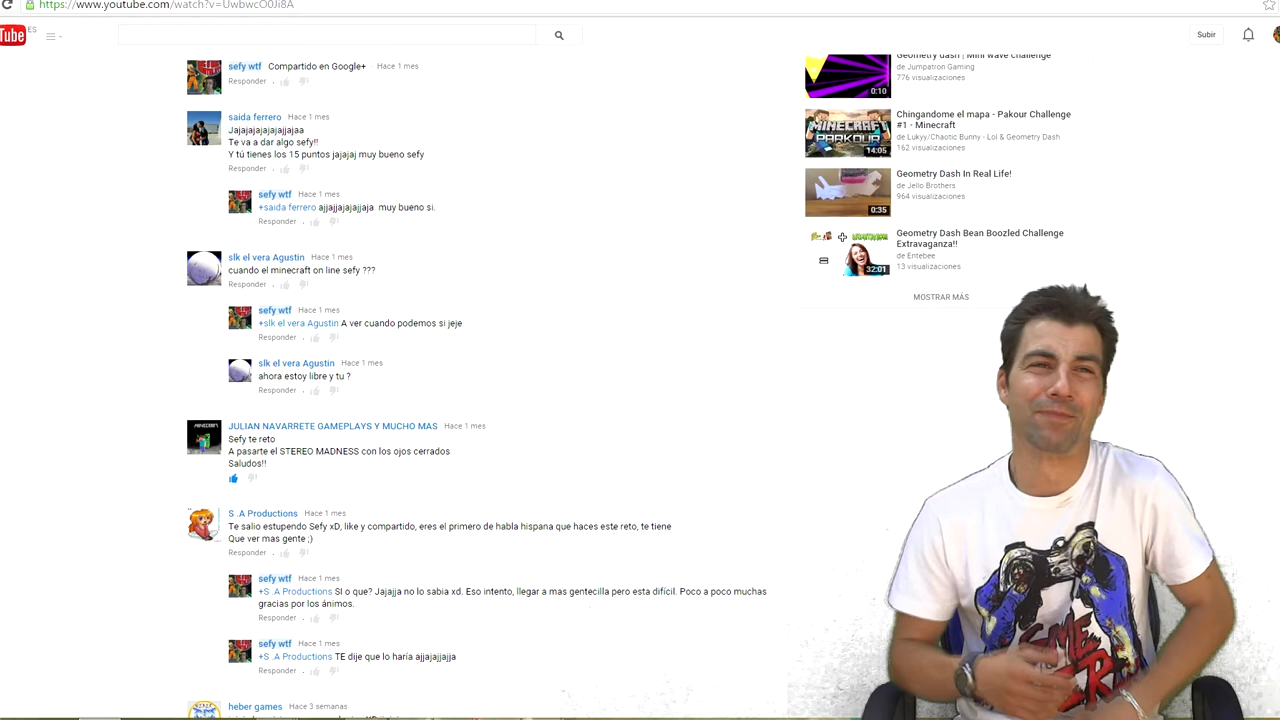 https://www.youtube.com/watch?v=UwbwcO0Ji8A
Tube
ES
Subir
sefy wtf Compartido en Google+ · Hace 1 mes
Responder
saida ferrero Hace 1 mes
Jajajajajajajjajaa
Te va a dar algo sefy!!
Y tú tienes los 15 puntos jajajaj muy bueno sefy
Responder
sefy wtf Hace 1 mes
+saida ferrero ajjajjajajajjaja. muy bueno si.
Responder
slk el vera Agustin Hace 1 mes
cuando el minecraft on line sefy ???
Responder
sefy wtf Hace 1 mes
+slk el vera Agustin A ver cuando podemos si jeje
Responder
slk el vera Agustin Hace 1 mes
ahora estoy libre y tu ?
Responder
JULIAN NAVARRETE GAMEPLAYS Y MUCHO MAS Hace 1 mes
Sefy te reto
A pasarte el STEREO MADNESS con los ojos cerrados
Saludos!!
S .A Productions Hace 1 mes
Te salio estupendo Sefy xD, like y compartido, eres el primero de habla hispana que haces este reto, te tiene
Que ver mas gente ;)
Responder
sefy wtf Hace 1 mes
+S .A Productions SI o que? Jajajja no lo sabia xd. Eso intento, llegar a mas gentecilla pero esta difícil. Poco a poco muchas
gracias por los ánimos.
Responder
sefy wtf Hace 1 mes
+S .A Productions TE dije que lo haría ajjajajjajja
Responder
heber games Hace 3 semanas
Geometry dash | Mini wave challenge
de Jumpatron Gaming
776 visualizaciones
0:10
Chingandome el mapa - Pakour Challenge
#1 - Minecraft
de Lukyy/Chaotic Bunny - Lol & Geometry Dash
162 visualizaciones
MINECRAFT
PARKOUR
14:05
Geometry Dash In Real Life!
de Jello Brothers
964 visualizaciones
0:35
Geometry Dash Bean Boozled Challenge
Extravaganza!!
de Entebee
13 visualizaciones
32:01
MOSTRAR MÁS